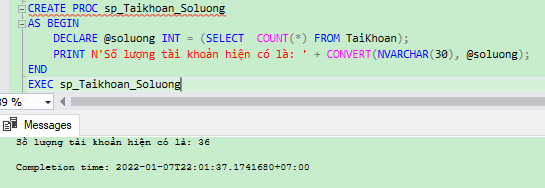 CREATE PROC sp_Taikhoan_Soluong
AS BEGIN
DECLARE @soluong INT = (SELECT COUNT(*) FROM TaiKhoan);
PRINT N'Số lượng tài khoản hiện có là: ' + CONVERT(NVARCHAR(30), @soluong);
END
EXEC sp_Taikhoan_Soluong
89 %
Messages
Số lượng tài khoản hiện có là: 36
Completion time: 2022-01-07T22:01:37.1741680+07:00